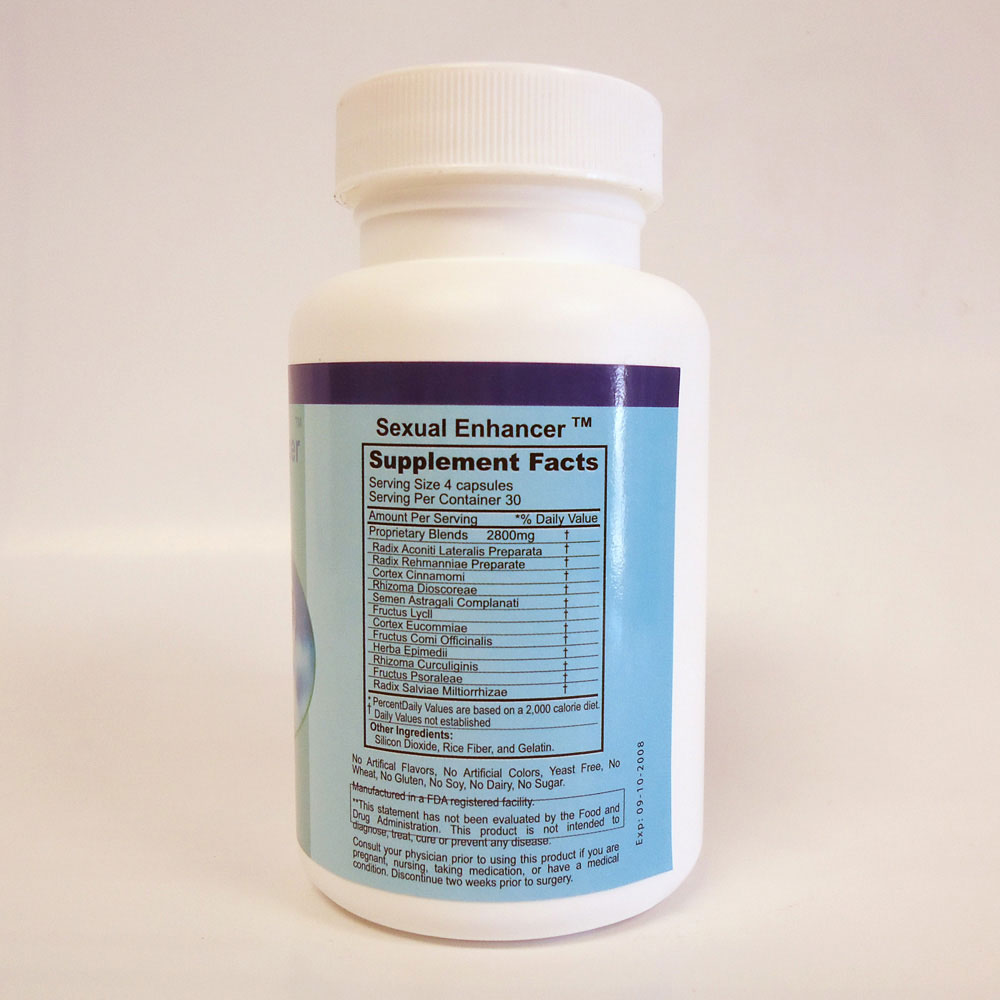 TM
er
Sexual Enhancer TM
Supplement Facts
Serving Size 4 capsules
Serving Per Container 30
Amount Per Serving *% Daily Value
Proprietary Blends 2800mg †
Radix Aconiti Lateralis Preparata †
Radix Rehmanniae Preparate †
Cortex Cinnamomi †
Rhizoma Dioscoreae †
Semen Astragali Complanati †
Fructus Lycll †
Cortex Eucommiae †
Fructus Comi Officinalis †
Herba Epimedii †
Rhizoma Curculiginis †
Fructus Psoraleae †
Radix Salviae Miltiorrhizae †
* PercentDaily Values are based on a 2,000 calorie diet.
† Daily Values not established
Other Ingredients:
Silicon Dioxide, Rice Fiber, and Gelatin.
No Artifical Flavors, No Artificial Colors, Yeast Free, No
Wheat, No Gluten, No Soy, No Dairy, No Sugar.
Manufactured in a FDA registered facility.
**This statement has not been evaluated by the Food and
Drug Administration. This product is not intended to
diagnose, treat, cure or prevent any disease.
Consult your physician prior to using this product if you are
pregnant, nursing, taking medication, or have a medical
condition. Discontinue two weeks prior to surgery.
Exp: 09-10-2008